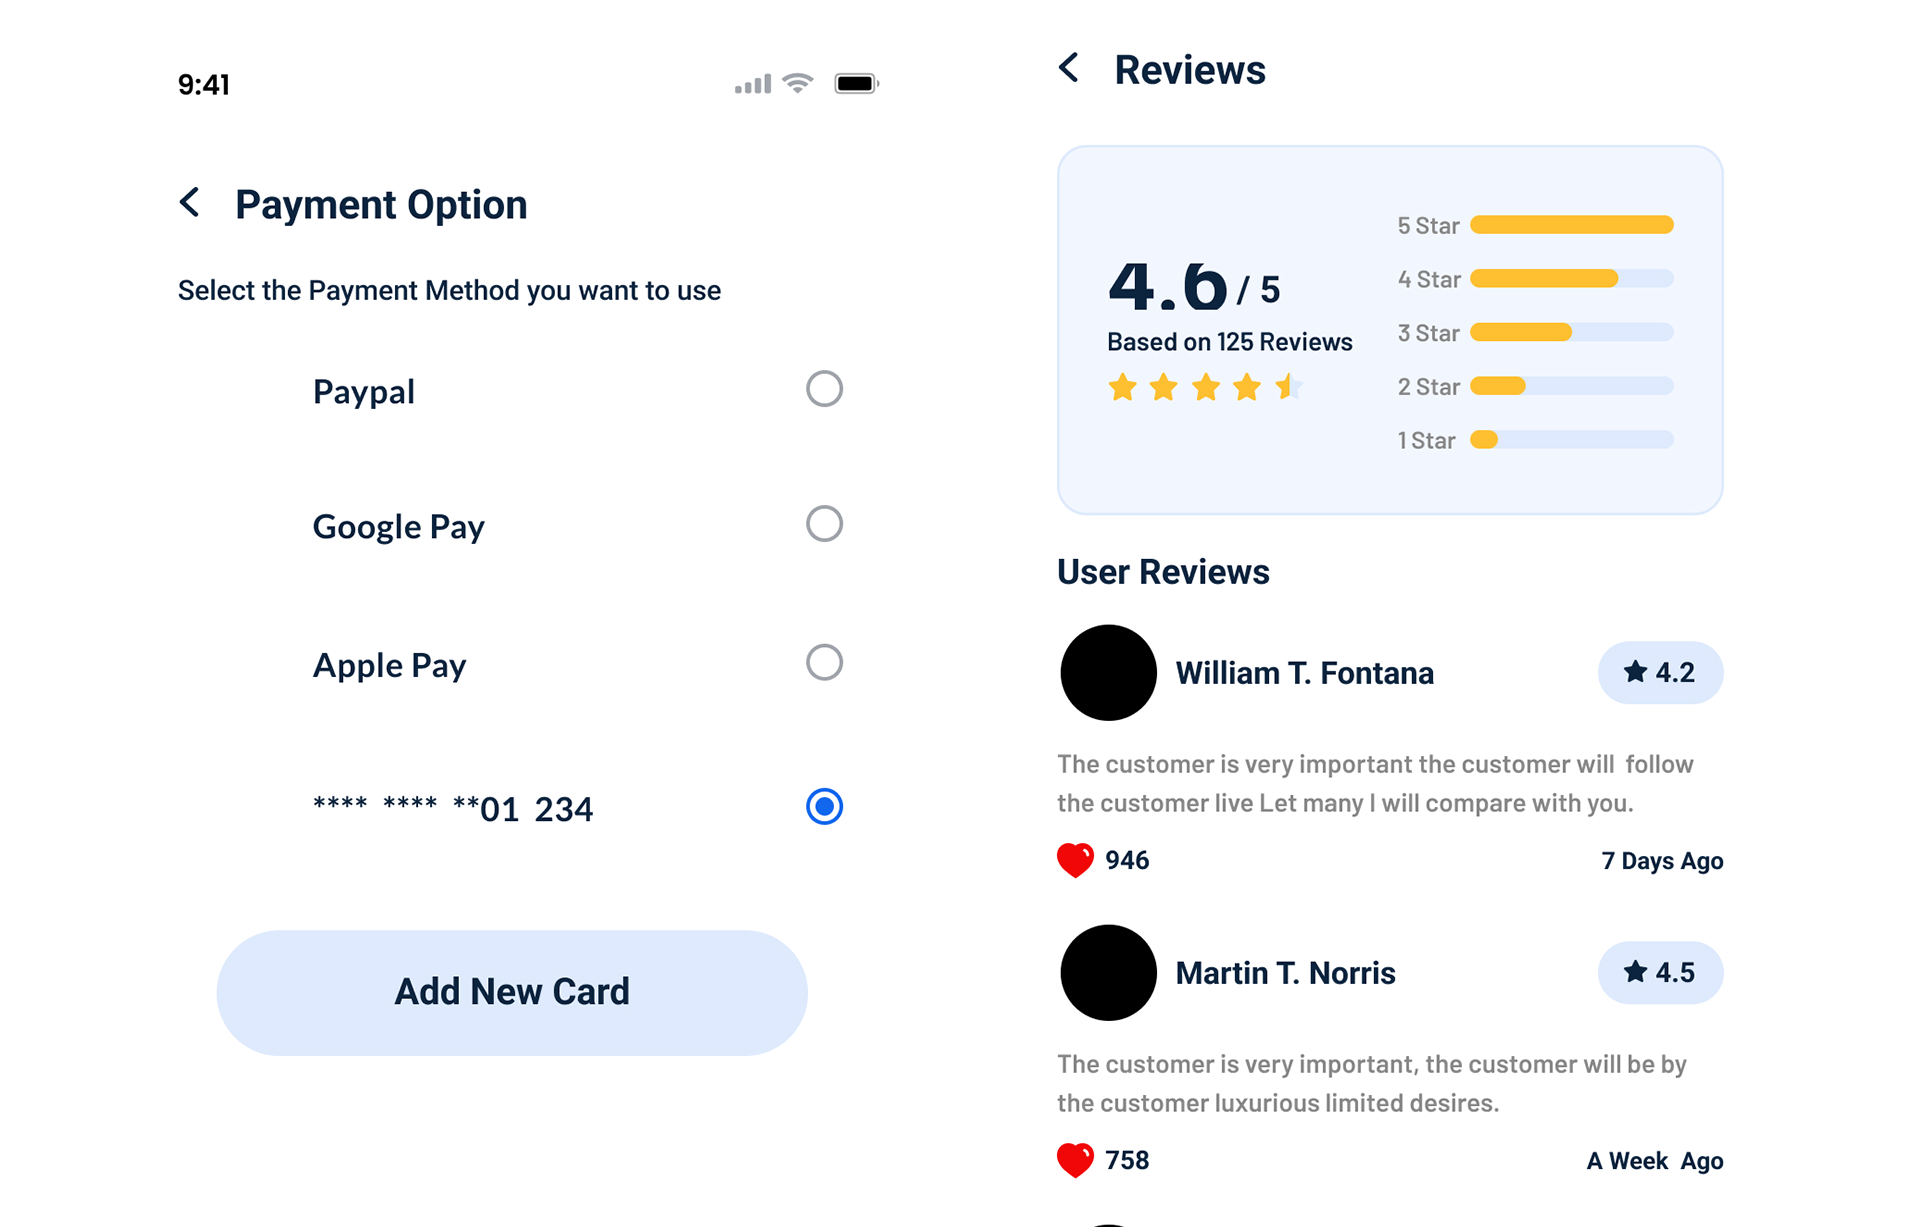 9:41
Payment Option
Select the Payment Method you want to use
Paypal
Google Pay
Apple Pay
**** **** **01 234
Add New Card
Reviews
4.6 / 5
Based on 125 Reviews
5 Star
4 Star
3 Star
2 Star
1 Star
User Reviews
William T. Fontana
4.2
The customer is very important the customer will follow
the customer live Let many I will compare with you.
946
7 Days Ago
Martin T. Norris
4.5
The customer is very important, the customer will be by
the customer luxurious limited desires.
758
A Week Ago